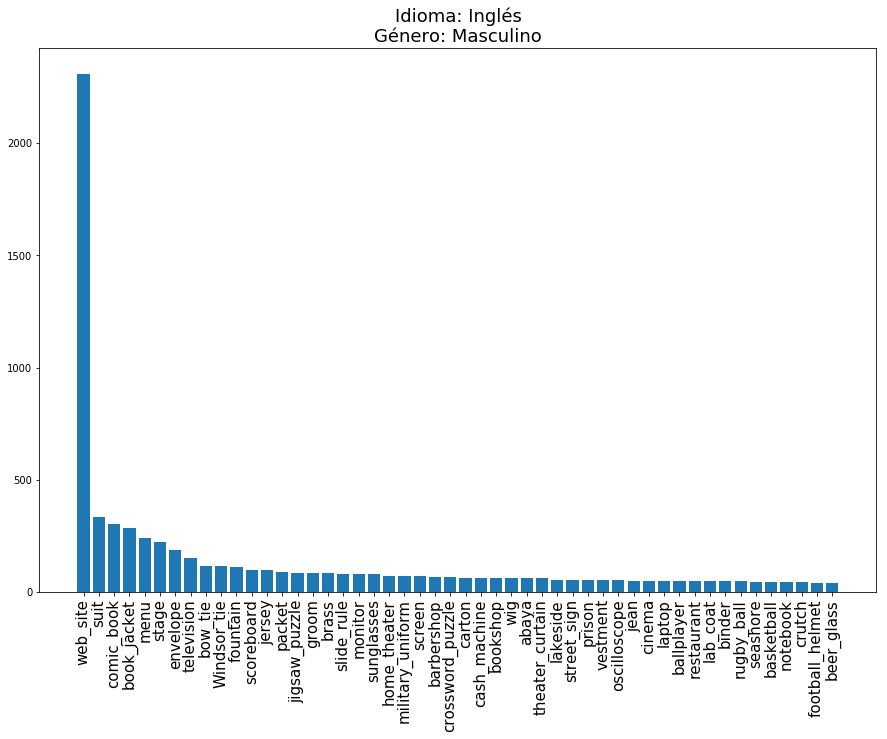 Idioma: Inglés
Género: Masculino
2000
1500
1000
500
0
web_site
suit
comic_book
book_jacket
menu
stage
envelope
television
bow_tie
Windsor_tie
fountain
scoreboard
jersey
packet
jigsaw_puzzle
groom
brass
slide_rule
monitor
sunglasses
home_theater
military_uniform
screen
barbershop
crossword_puzzle
carton
cash_machine
bookshop
wig
abaya
theater_curtain
lakeside
street_sign
prison
vestment
oscilloscope
jean
cinema
laptop
ballplayer
restaurant
lab_coat
binder
rugby_ball
seashore
basketball
notebook
crutch
football_helmet
beer_glass